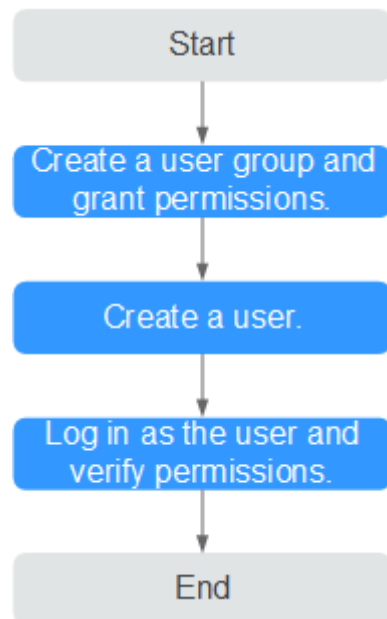 Start
Create a user group and
grant permissions.
Create a user.
Log in as the user and
verify permissions.
End